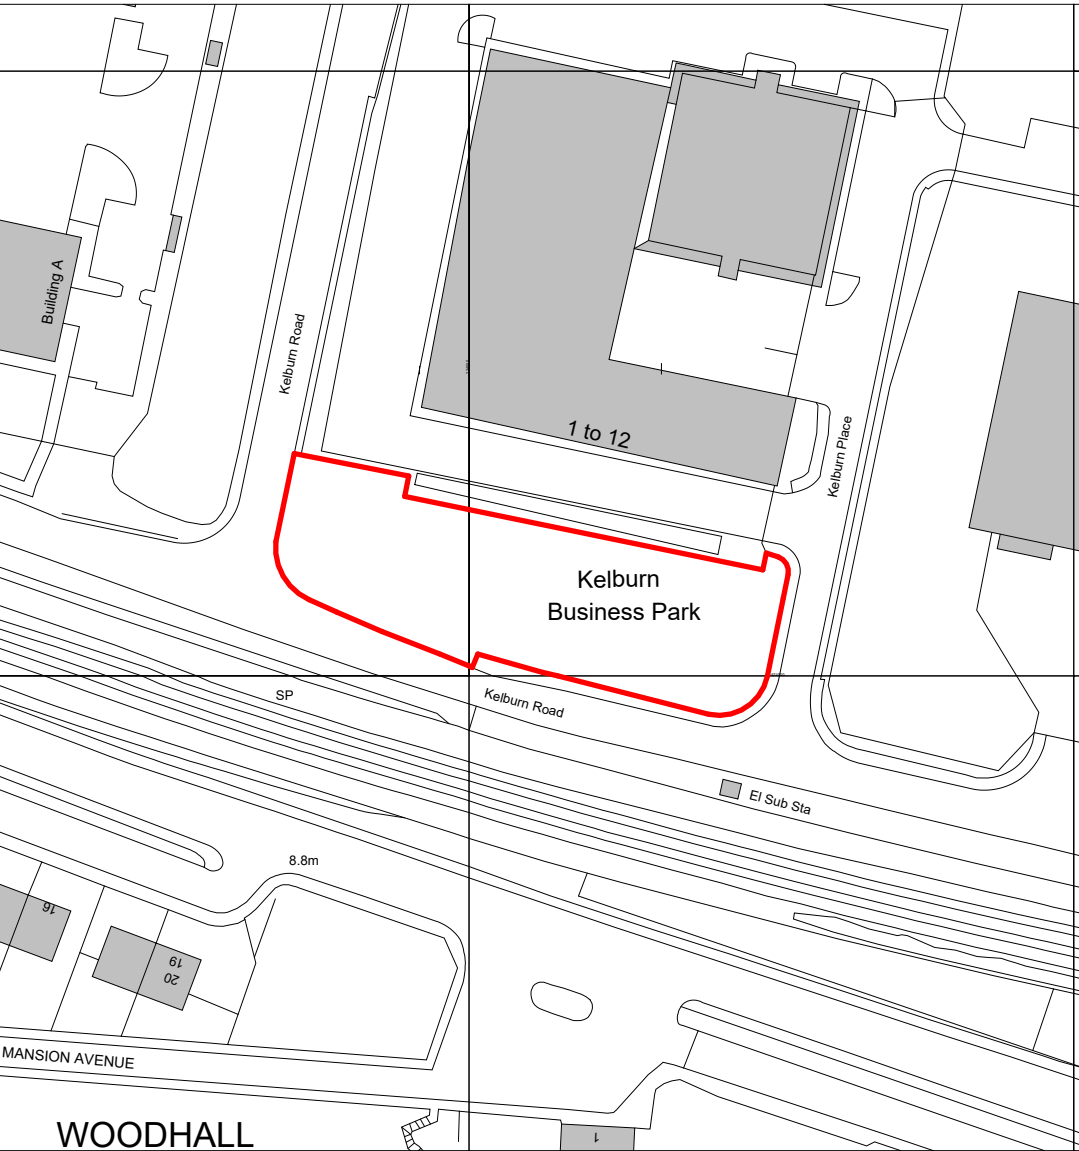 Building A
Kelburn Road
1 to 12
Kelburn Place
Kelburn
Business Park
SP
Kelburn Road
El Sub Sta
8.8m
16
19
20
MANSION AVENUE
WOODHALL
1